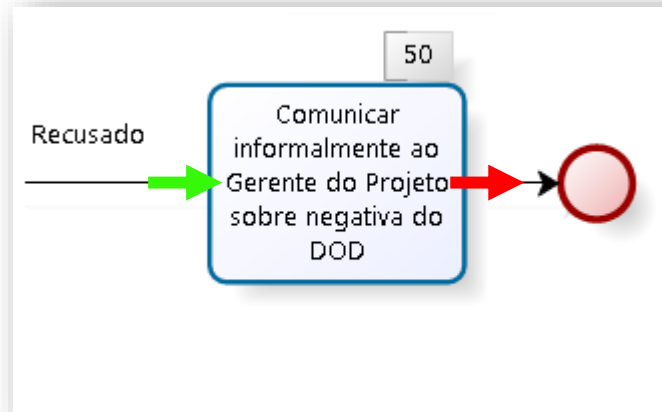 50
Recusado
Comunicar
informalmente ao
Gerente do Projeto
sobre negativa do
DOD